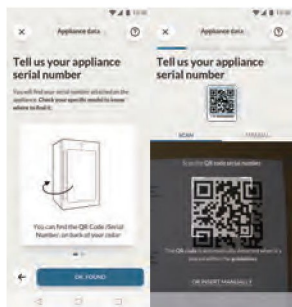 Appliance data
Tell us your appliance
serial number
You will find your serial number attached on the
appliance. Check your specific model to know
where to find it.
You can find the QR Code (Serial
Number) on back of your cellar
OK, FOUND
Appliance data
Tell us your appliance
serial number
SCAN
Scan the QR code serial number
OR INSERT MANUALLY